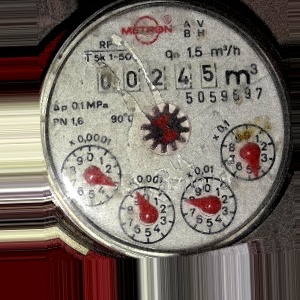 METRON
A V
B H
RF
T 5k 1-50
qn 1.5 m³/h
00245 m³
5059697
Δp 0,1 MPa
PN 1,6
90°
x 0,0001
x 0,001
x 0,01
x 0,1